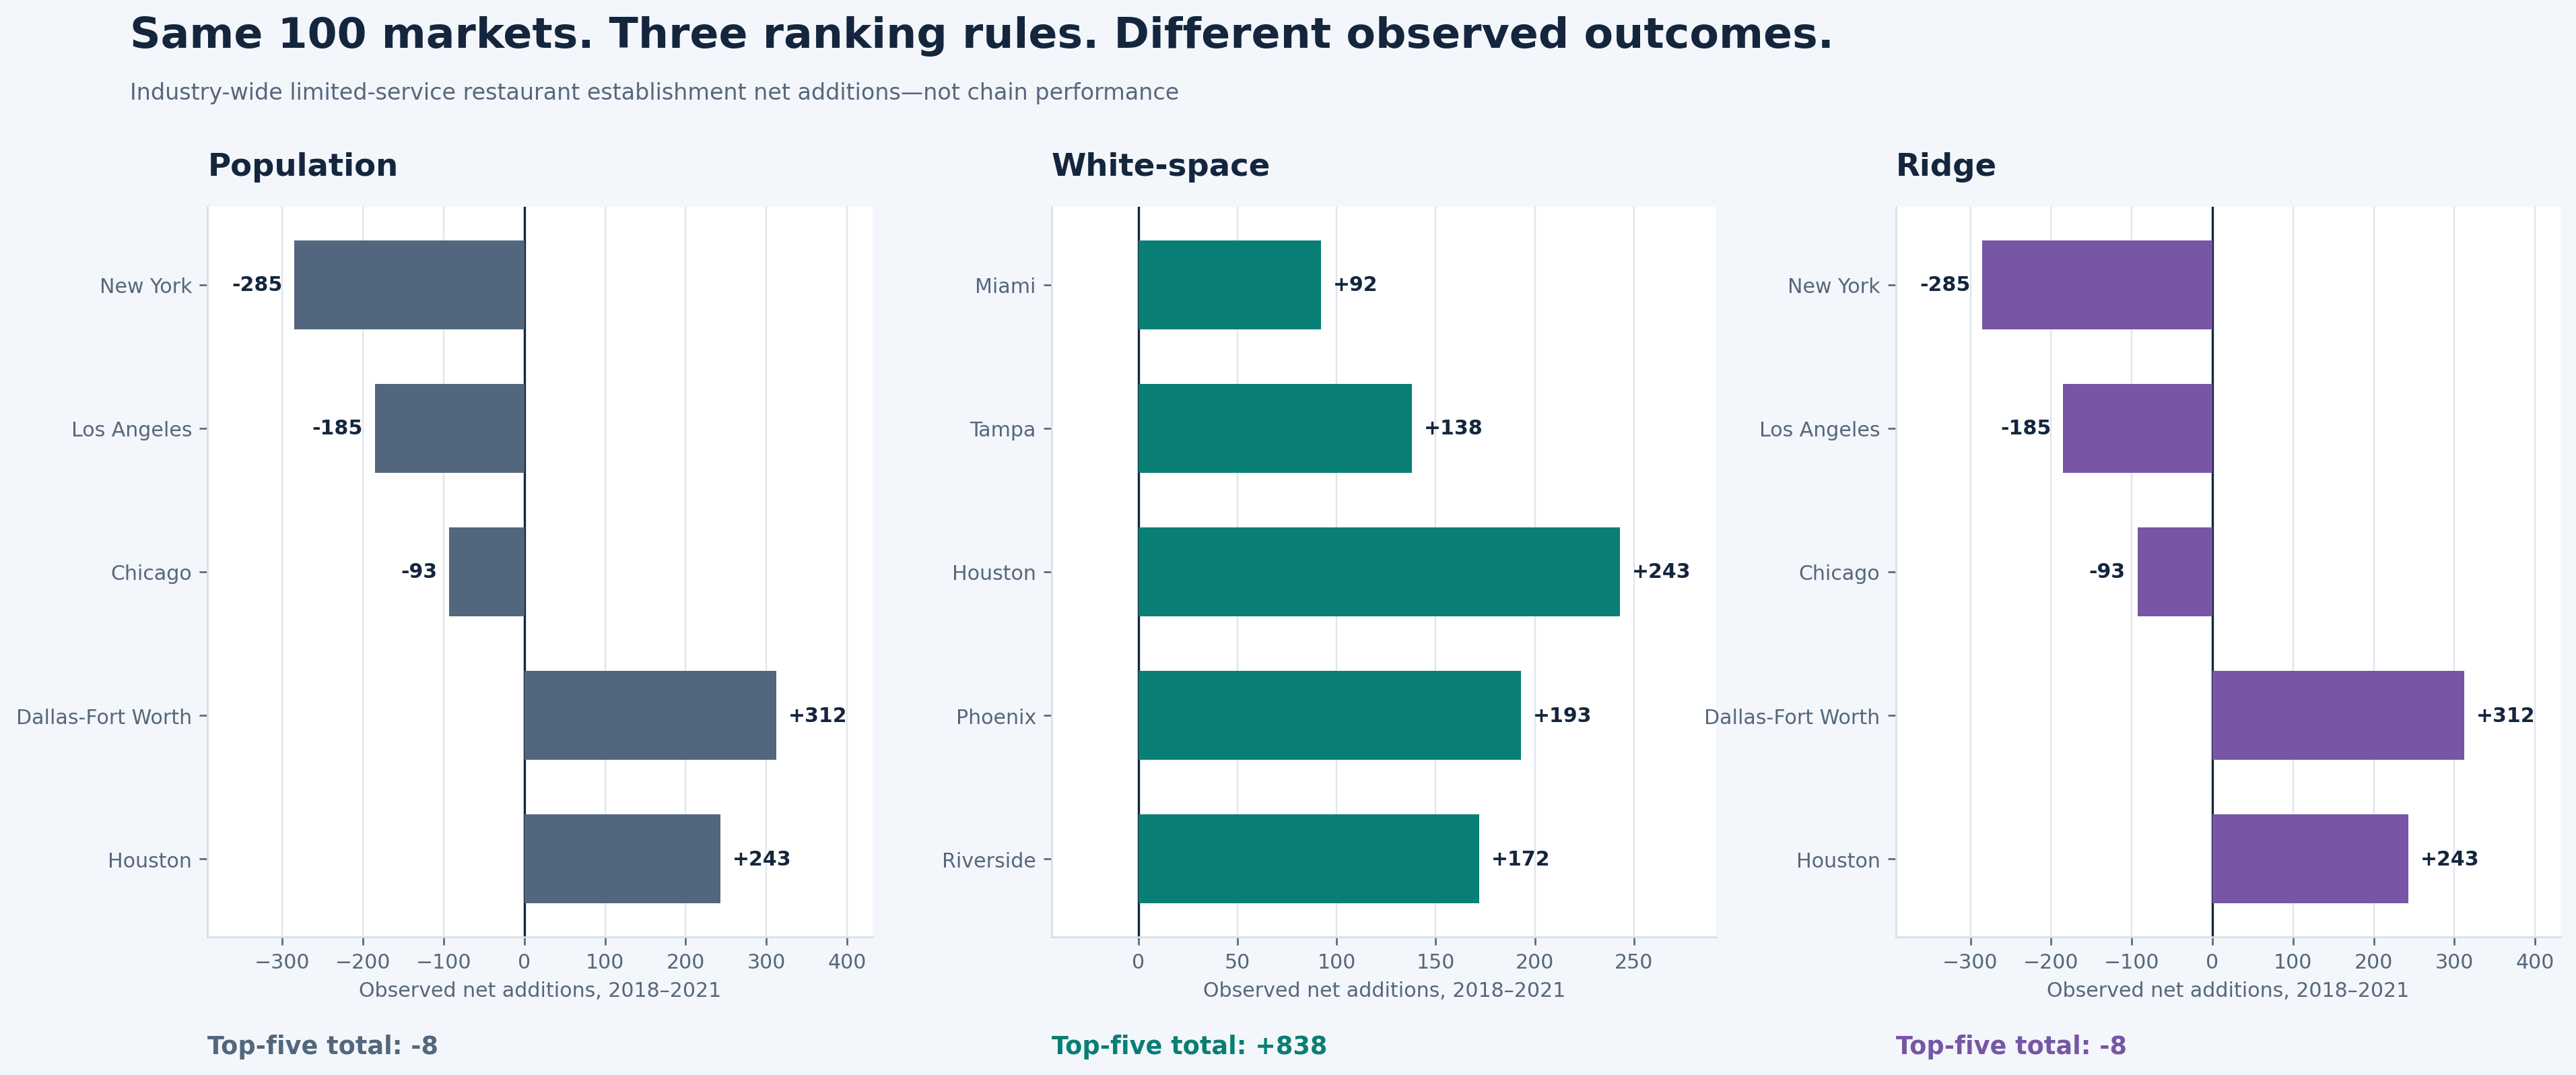 Same 100 markets. Three ranking rules. Different observed outcomes.
Industry-wide limited-service restaurant establishment net additions—not chain performance
Population
New York
-285
Los Angeles
-185
Chicago
-93
Dallas-Fort Worth
+312
Houston
+243
−300 −200 −100 0 100 200 300 400
Observed net additions, 2018–2021
Top-five total: -8
White-space
Miami
+92
Tampa
+138
Houston
+243
Phoenix
+193
Riverside
+172
0 50 100 150 200 250
Observed net additions, 2018–2021
Top-five total: +838
Ridge
New York
-285
Los Angeles
-185
Chicago
-93
Dallas-Fort Worth
+312
Houston
+243
−300 −200 −100 0 100 200 300 400
Observed net additions, 2018–2021
Top-five total: -8